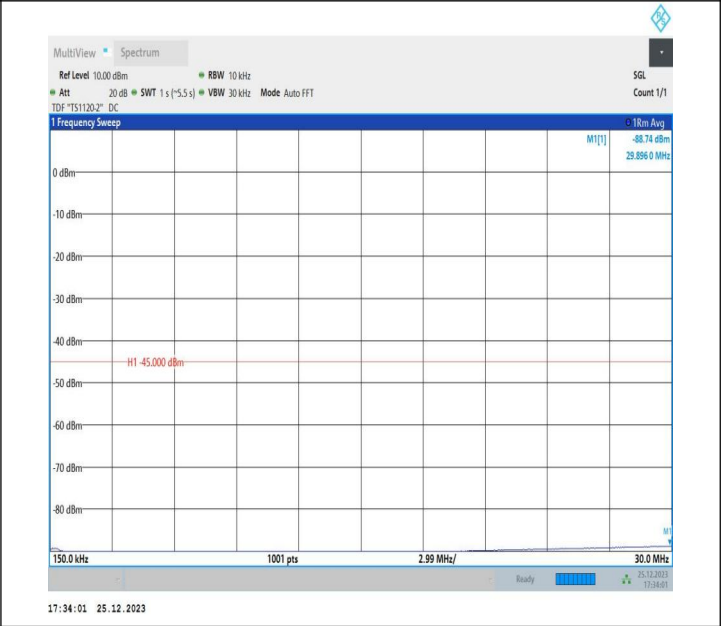 MultiView Spectrum
Ref Level 10.00 dBm RBW 10 kHz SGL
Att 20 dB SWT 1 s (~5.5 s) VBW 30 kHz Mode Auto FFT Count 1/1
TDF "TS1120-2" DC
1 Frequency Sweep 1Rm Avg
M1[1] -88.74 dBm
29.896 0 MHz
0 dBm
-10 dBm
-20 dBm
-30 dBm
-40 dBm
H1 -45.000 dBm
-50 dBm
-60 dBm
-70 dBm
-80 dBm
M1
150.0 kHz 1001 pts 2.99 MHz/ 30.0 MHz
Ready 25.12.2023
17:34:01
17:34:01 25.12.2023